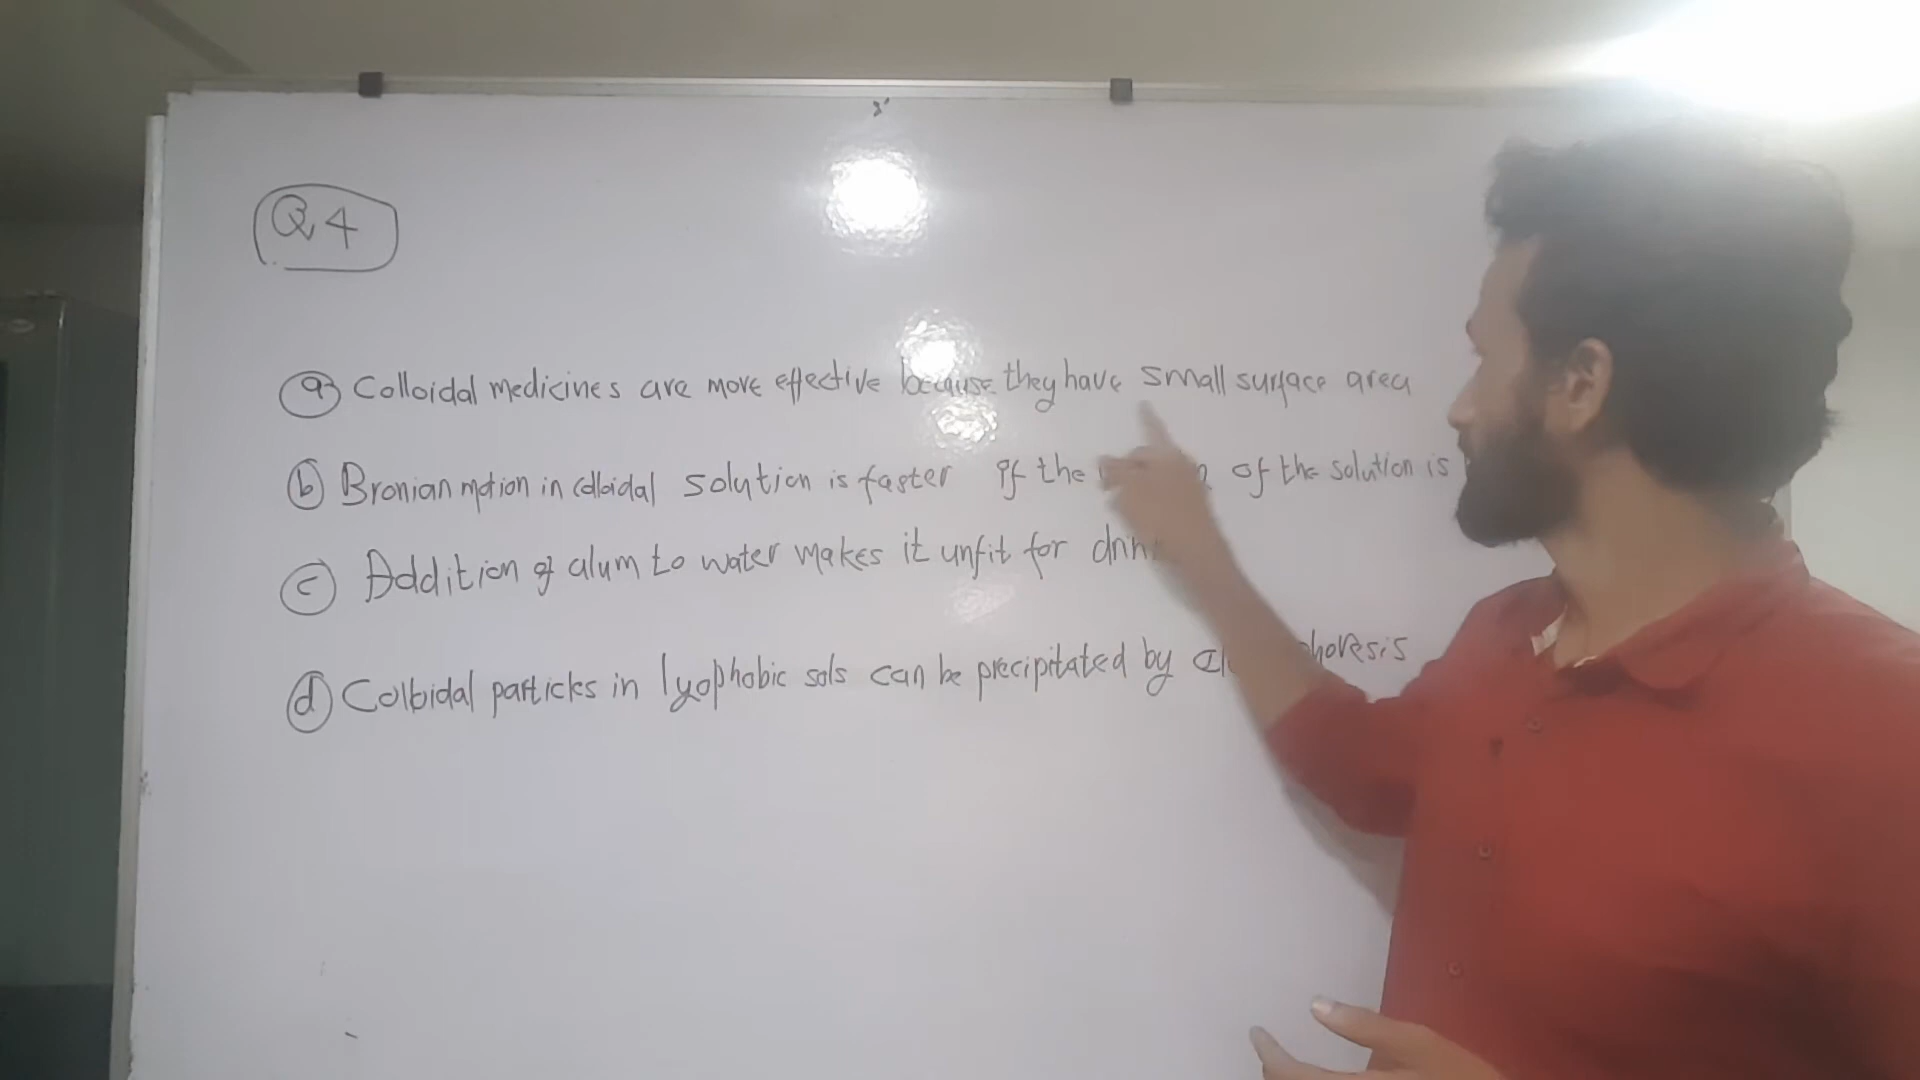 Q4
a Colloidal medicines are more effective because they have small surface area
b Bronian motion in colloidal solution is faster if the of the solution is
c Addition of alum to water makes it unfit for
d Colloidal particles in lyophobic sols can be precipitated by